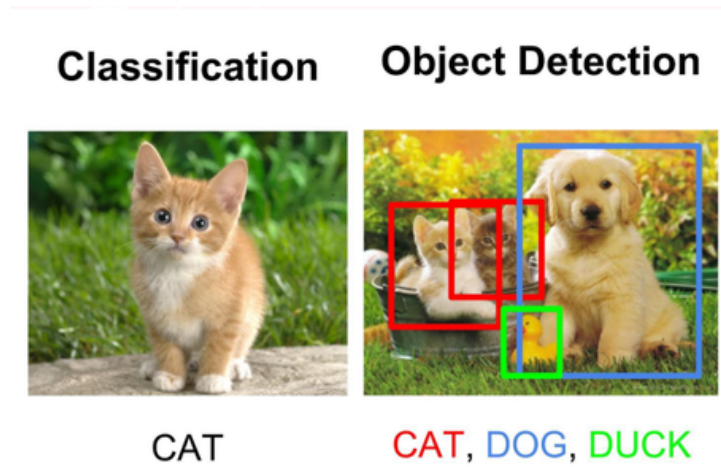 Classification
Object Detection
CAT
CAT, DOG, DUCK